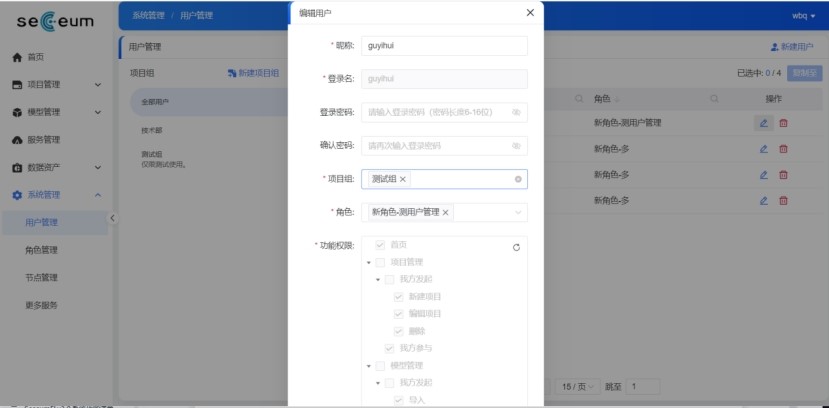 secceum
系统管理 / 用户管理
wbq
首页
项目管理
模型管理
服务管理
数据资产
系统管理
用户管理
角色管理
节点管理
更多服务
用户管理
新建用户
项目组
新建项目组
已选中: 0 / 4
复制至
全部用户
技术部
测试组
仅限测试使用。
角色
操作
新角色-测用户管理
新角色-多
新角色-多
新角色-多
15 / 页
跳至
1
编辑用户
* 昵称:
guyihui
* 登录名:
guyihui
登录密码:
请输入登录密码（密码长度6-16位）
确认密码:
请再次输入登录密码
* 项目组:
测试组
* 角色:
新角色-测用户管理
* 功能权限:
首页
项目管理
我方发起
新建项目
编辑项目
删除
我方参与
模型管理
我方发起
导入